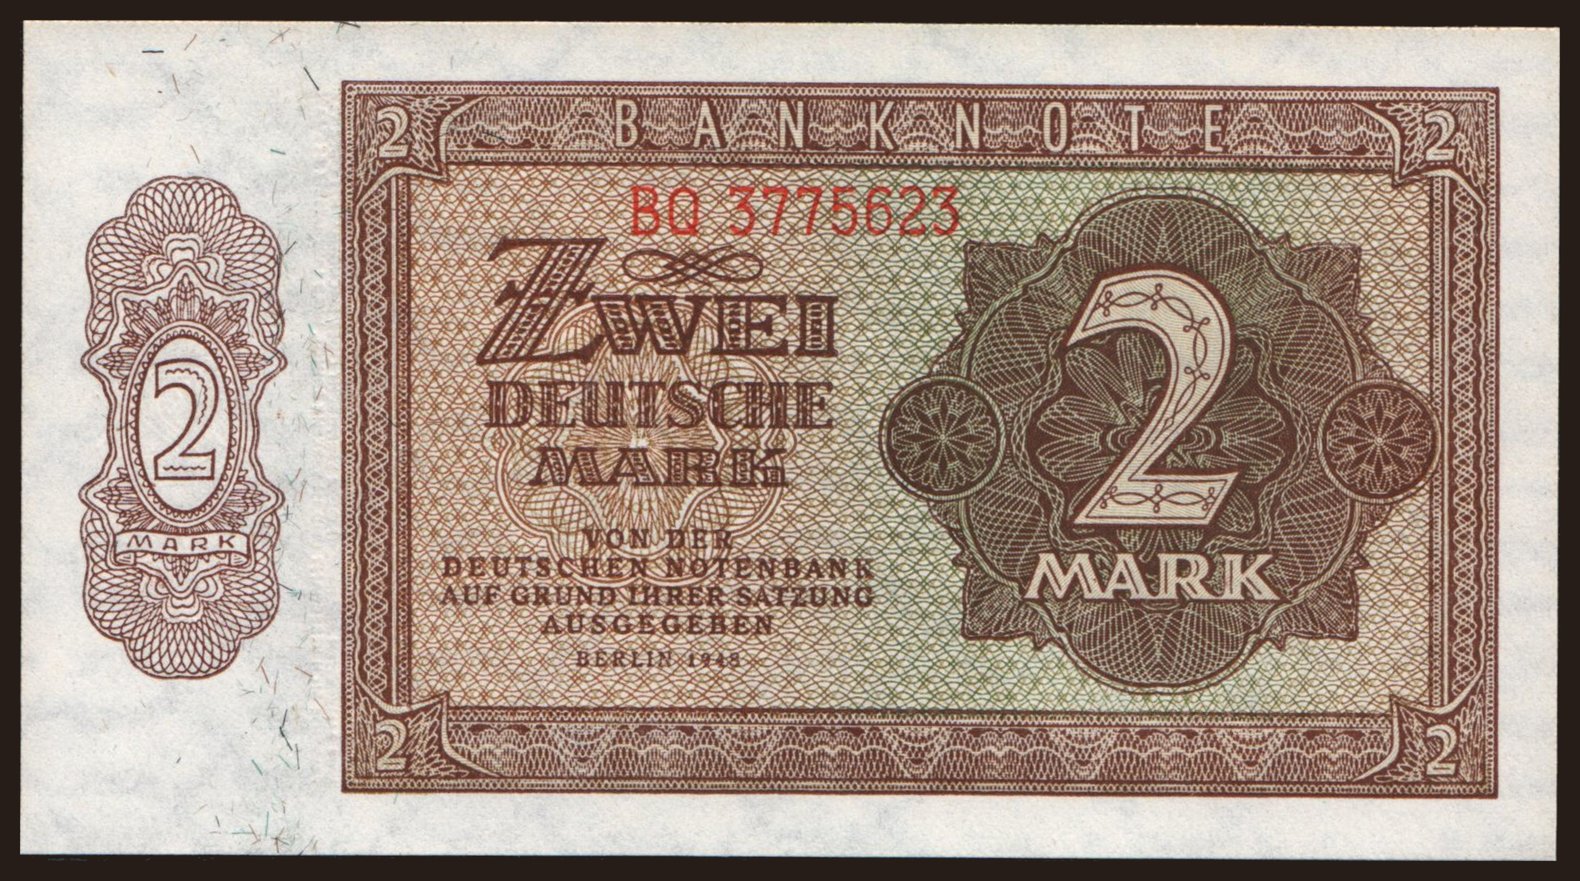 2 BANKNOTE 2
BQ 3775623
ZWEI
DEUTSCHE
MARK
VON DER
DEUTSCHEN NOTENBANK
AUF GRUND IHRER SATZUNG
AUSGEGEBEN
BERLIN 1948
2
MARK
2
MARK
2 2